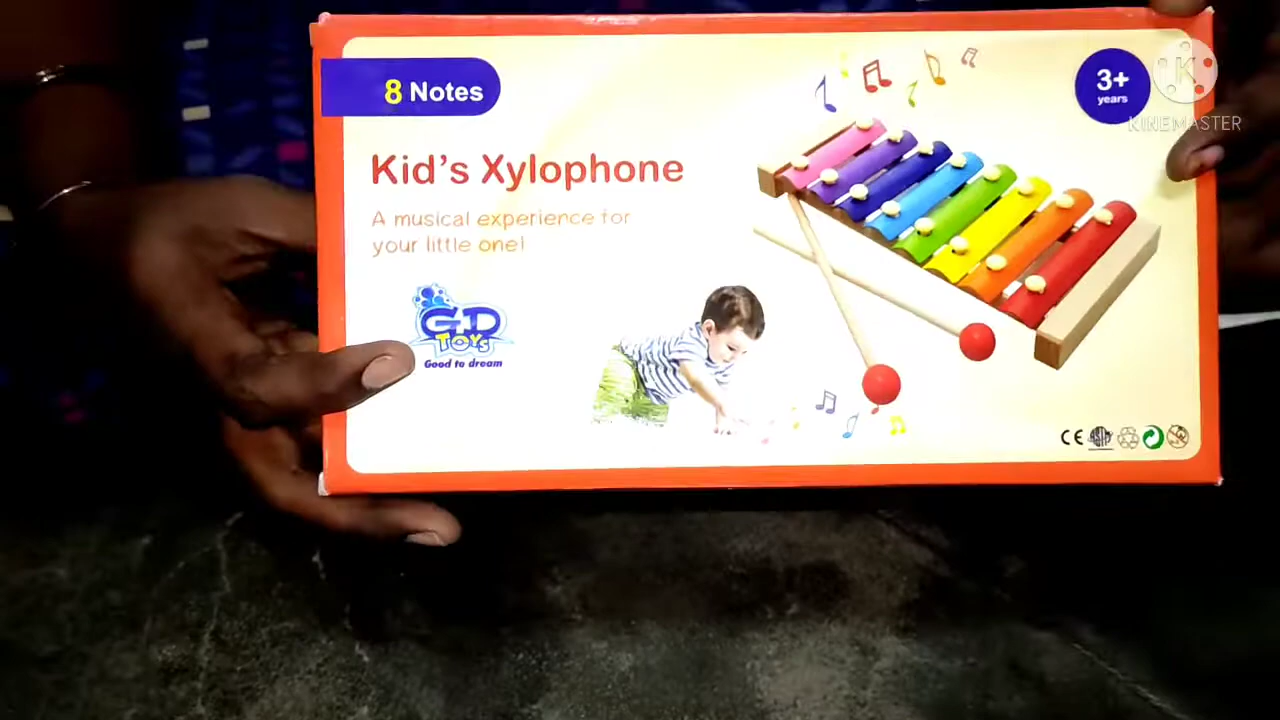 8 Notes
3+
years
KINEMASTER
Kid's Xylophone
A musical experience for
your little one!
GD
TOYS
Good to dream
CE